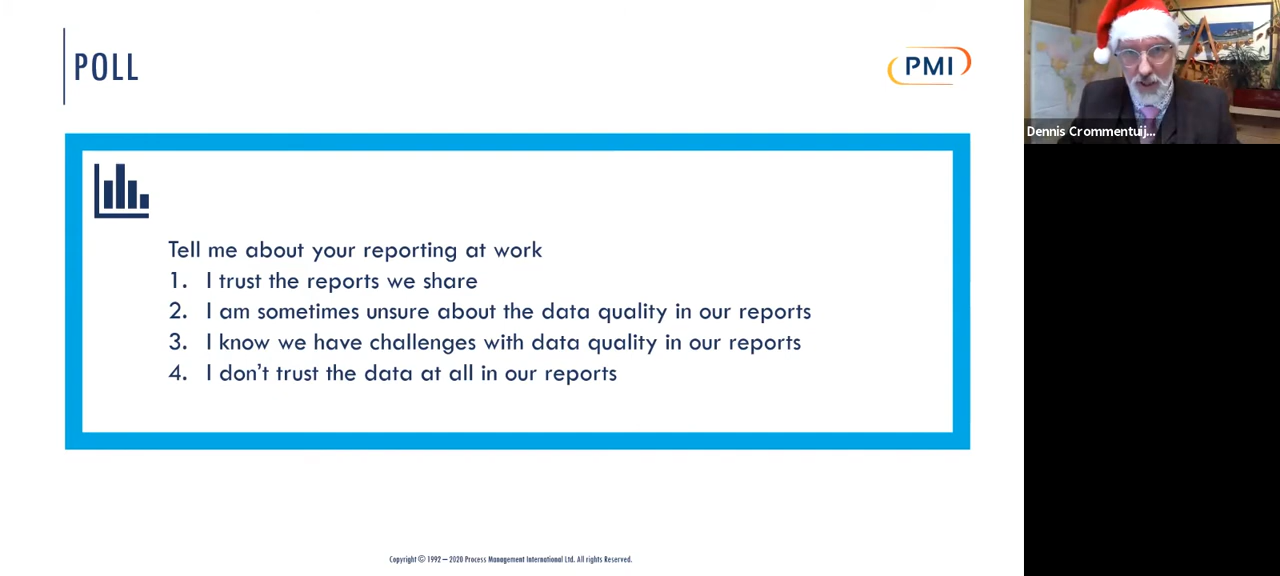 POLL
PMI
Dennis Crommentuij...
Tell me about your reporting at work
1. I trust the reports we share
2. I am sometimes unsure about the data quality in our reports
3. I know we have challenges with data quality in our reports
4. I don't trust the data at all in our reports
Copyright © 1992 – 2020 Process Management International Ltd. All rights Reserved.